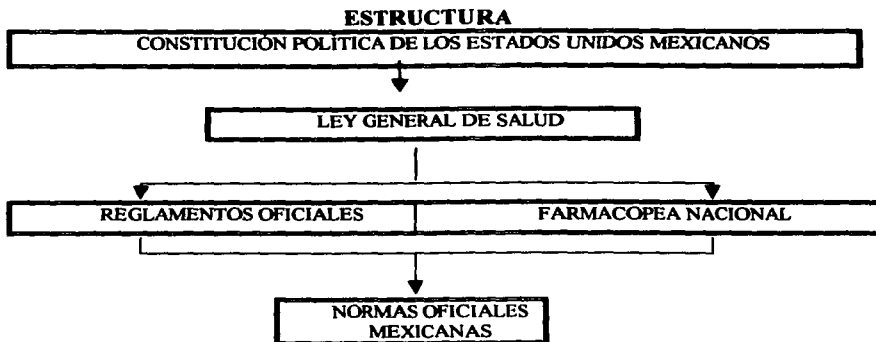 ESTRUCTURA
CONSTITUCIÓN POLÍTICA DE LOS ESTADOS UNIDOS MEXICANOS
LEY GENERAL DE SALUD
REGLAMENTOS OFICIALES
FARMACOPEA NACIONAL
NORMAS OFICIALES
MEXICANAS